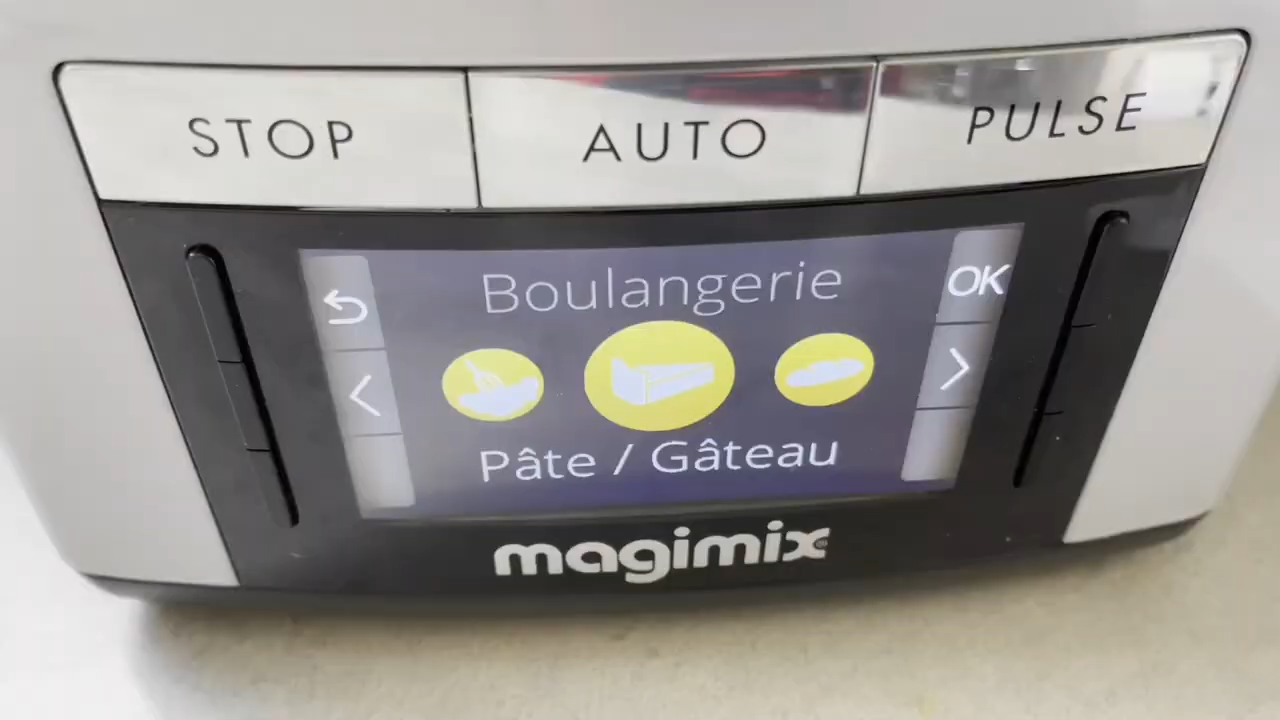 STOP AUTO PULSE
Boulangerie
OK
Pâte / Gâteau
magimix